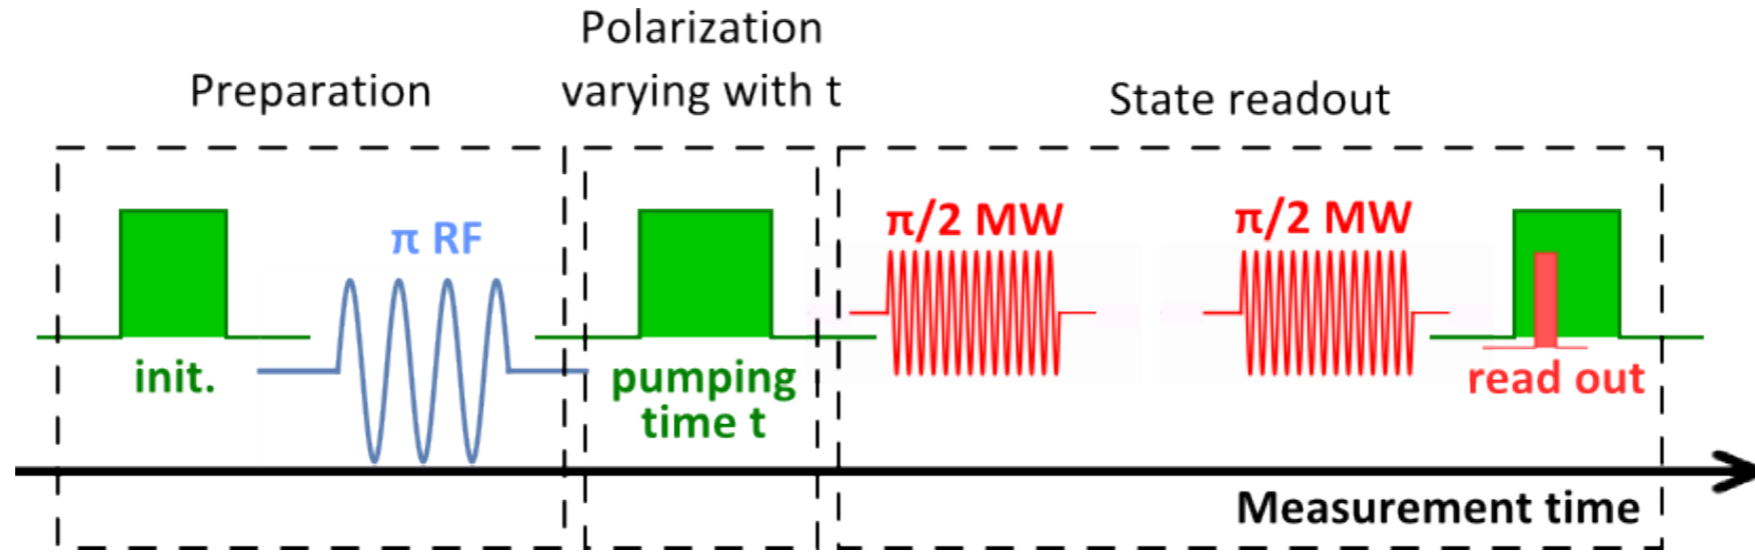 Preparation
Polarization
varying with t
State readout
π RF
π/2 MW
π/2 MW
init.
pumping
time t
read out
Measurement time